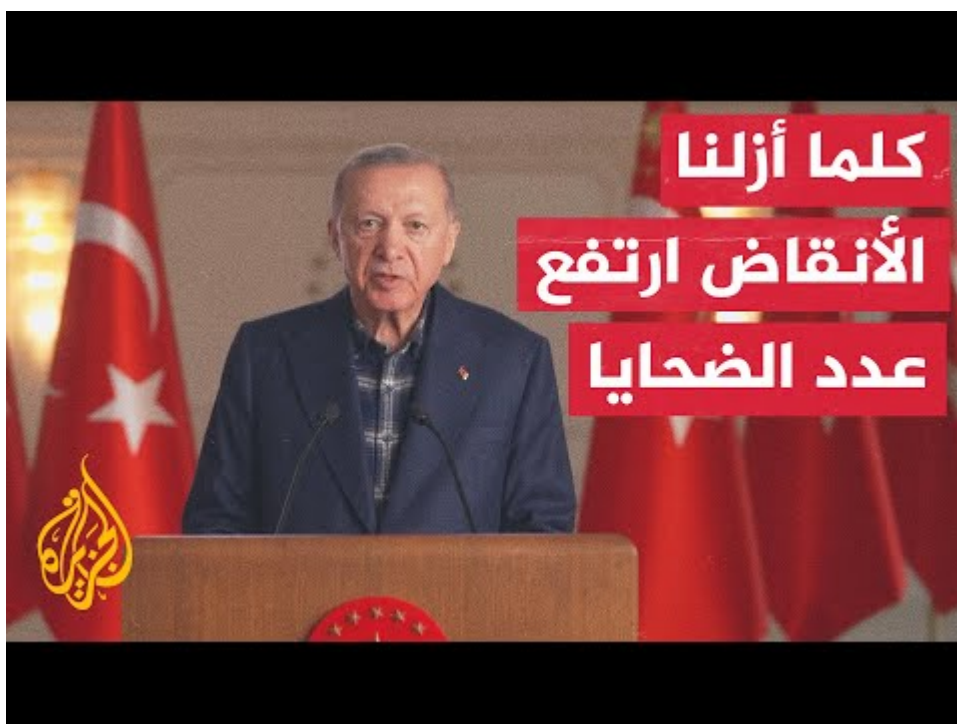 كلما أزلنا
الأنقاض ارتفع
عدد الضحايا
الجزيرة